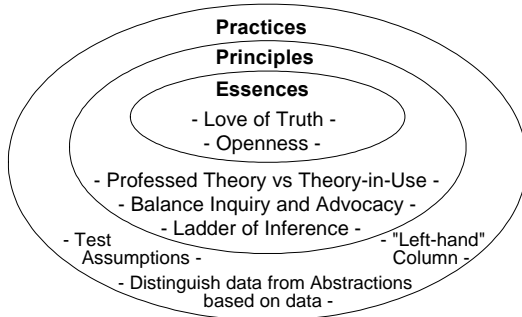 Practices
Principles
Essences
- Love of Truth -
- Openness -
- Professed Theory vs Theory-in-Use -
- Balance Inquiry and Advocacy -
- Ladder of Inference -
- Test
Assumptions -
- "Left-hand"
Column -
- Distinguish data from Abstractions
based on data -